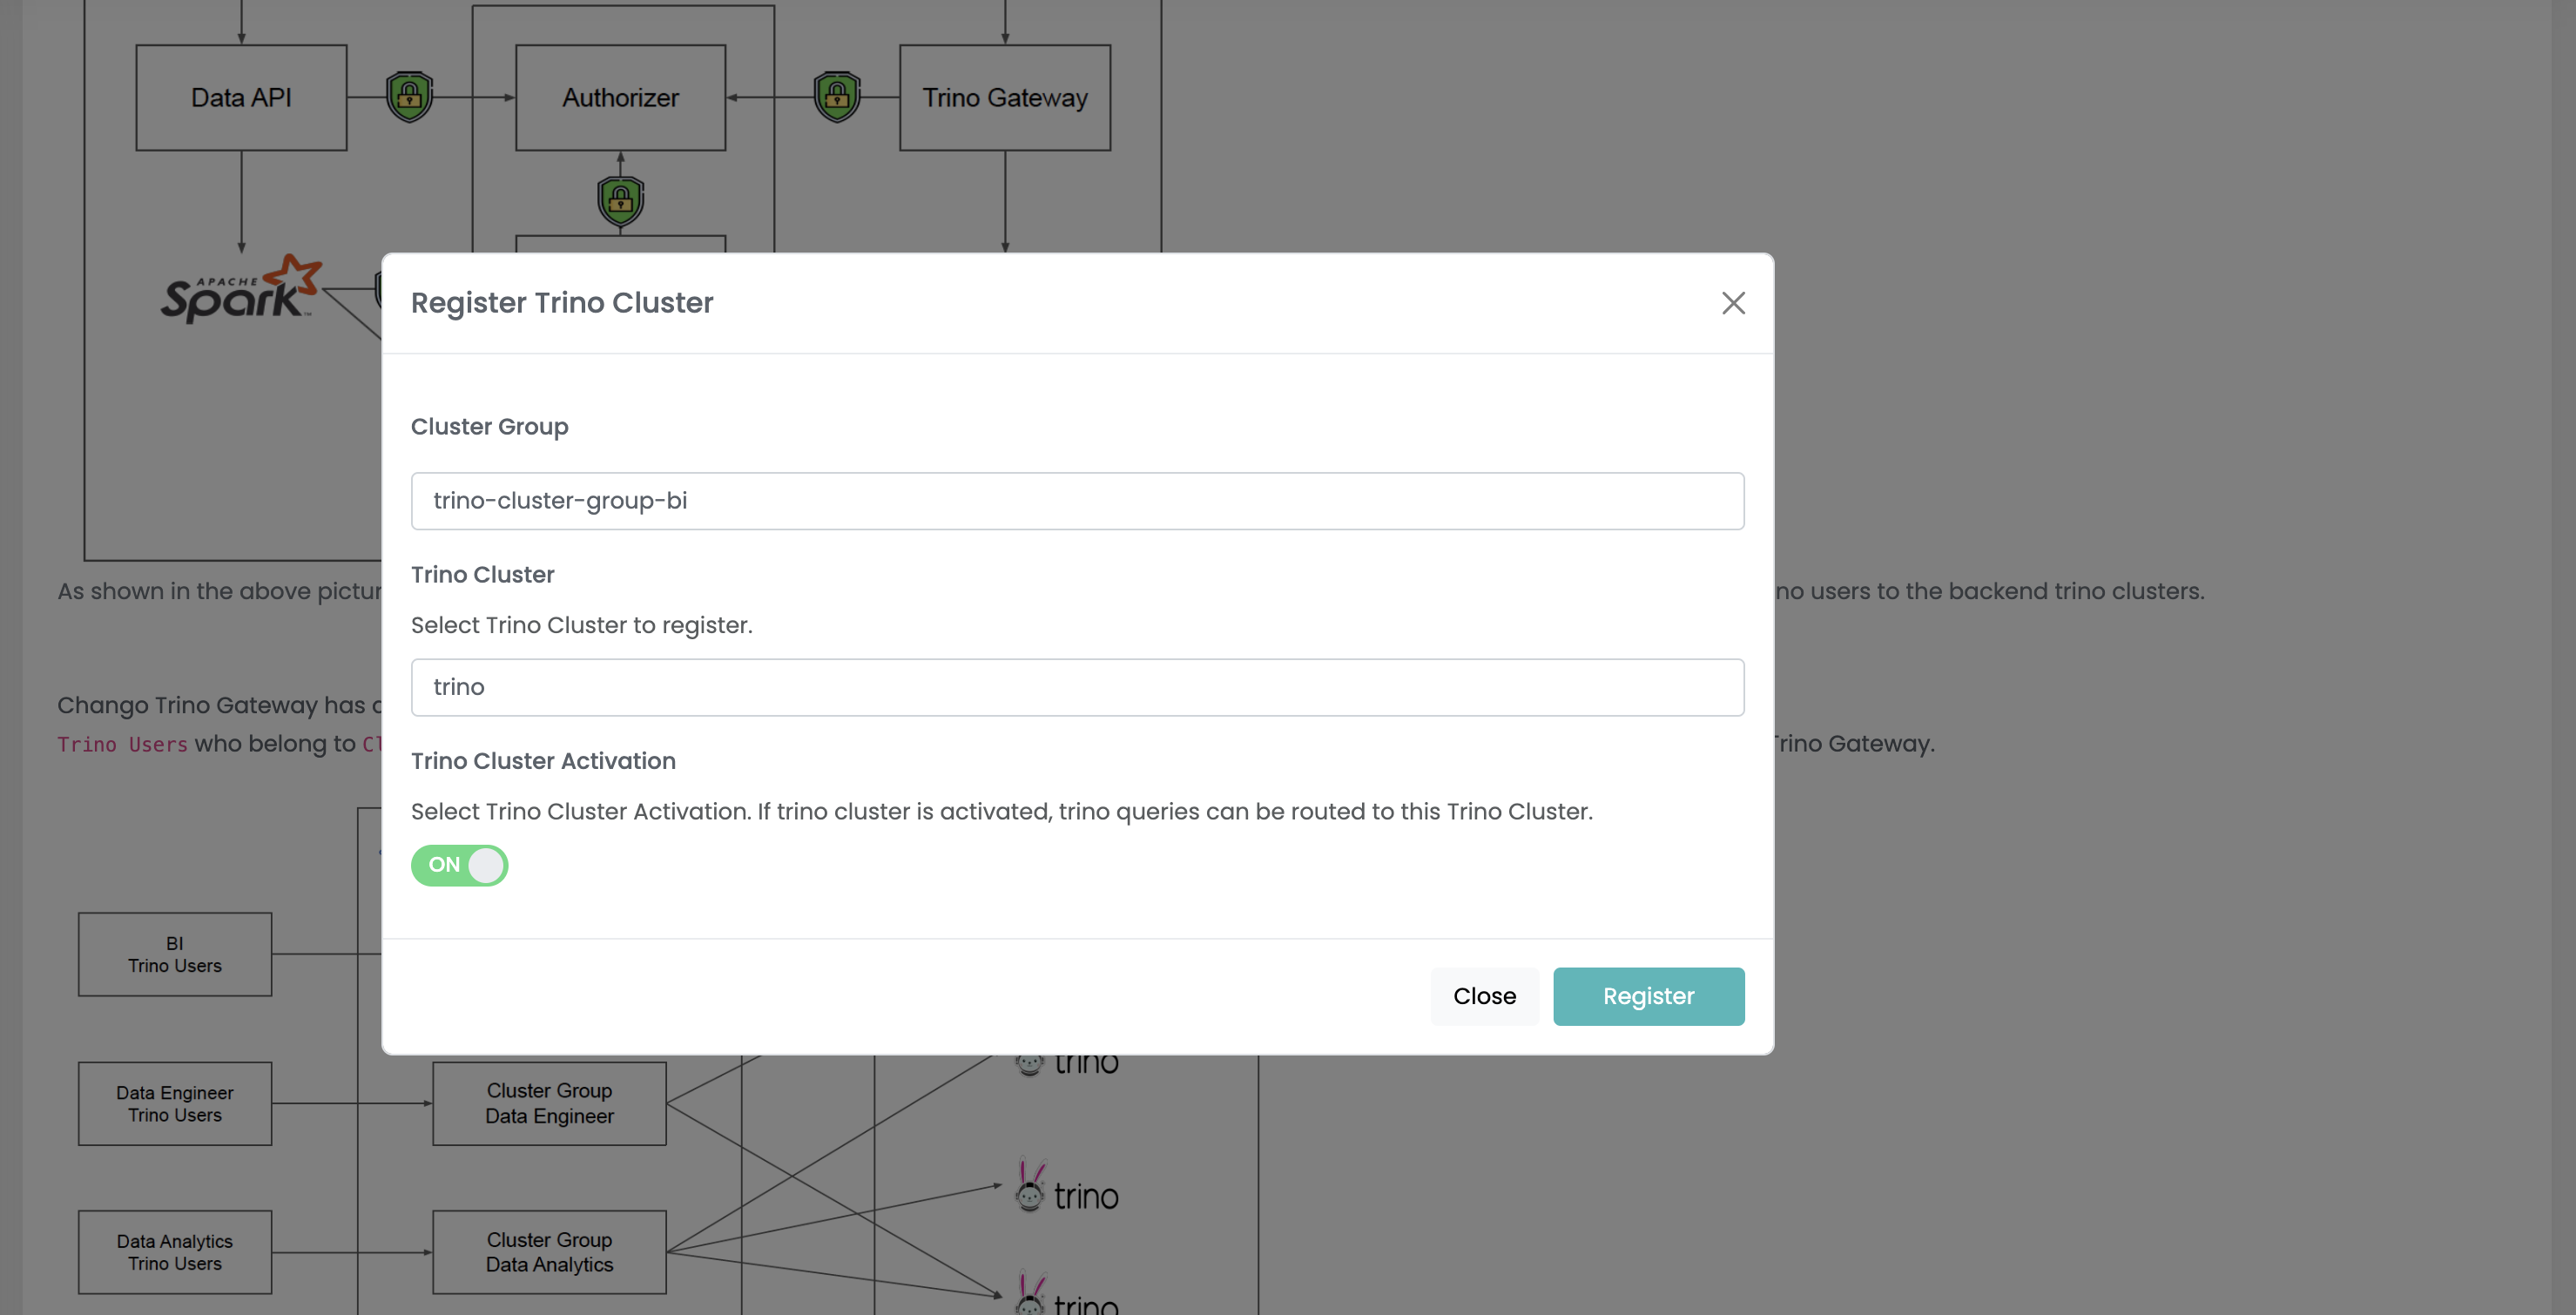 Data API
Authorizer
Trino Gateway
APACHE
Spark
Register Trino Cluster
Cluster Group
trino-cluster-group-bi
Trino Cluster
As shown in the above
no users to the backend trino clusters.
Select Trino Cluster to register.
trino
Chango Trino Gateway has
Trino Users who belong to
Trino Gateway.
Trino Cluster Activation
Select Trino Cluster Activation. If trino cluster is activated, trino queries can be routed to this Trino Cluster.
ON
BI
Trino Users
Close
Register
trino
Data Engineer
Trino Users
Cluster Group
Data Engineer
trino
Data Analytics
Trino Users
Cluster Group
Data Analytics
trino